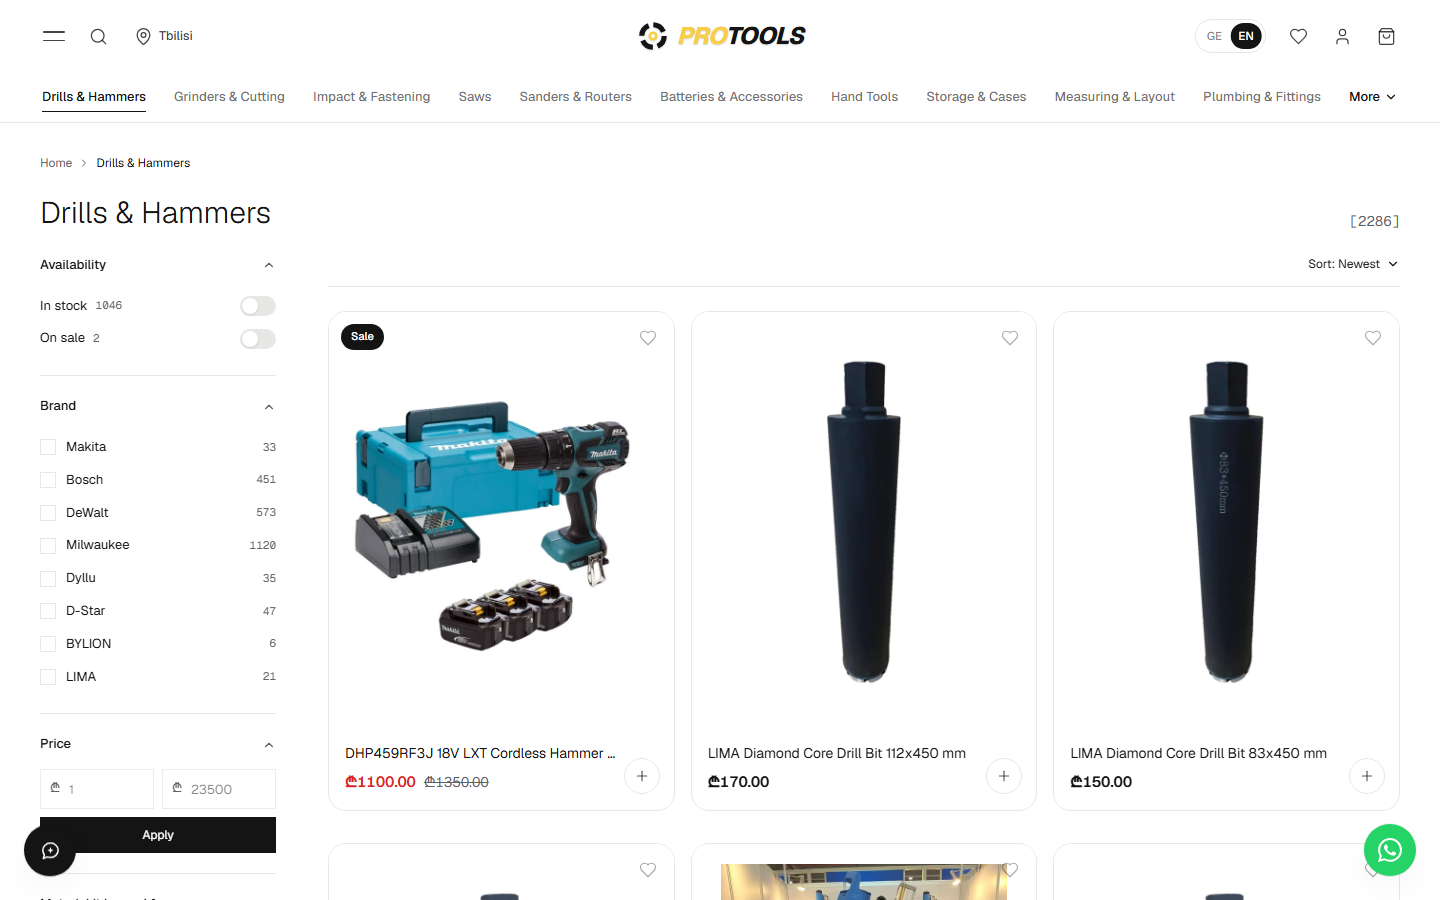 Tbilisi
PROTOOLS
GE EN
Drills & Hammers Grinders & Cutting Impact & Fastening Saws Sanders & Routers Batteries & Accessories Hand Tools Storage & Cases Measuring & Layout Plumbing & Fittings More
Home > Drills & Hammers
Drills & Hammers
[2286]
Availability
Sort: Newest
In stock 1046
On sale 2
Brand
Makita 33
Bosch 451
DeWalt 573
Milwaukee 1120
Dyllu 35
D-Star 47
BYLION 6
LIMA 21
Price
₾ 1
₾ 23500
Apply
Sale
makita
Makita
Φ83*450mm
DHP459RF3J 18V LXT Cordless Hammer ...
₾1100.00 ₾1350.00
LIMA Diamond Core Drill Bit 112x450 mm
₾170.00
LIMA Diamond Core Drill Bit 83x450 mm
₾150.00